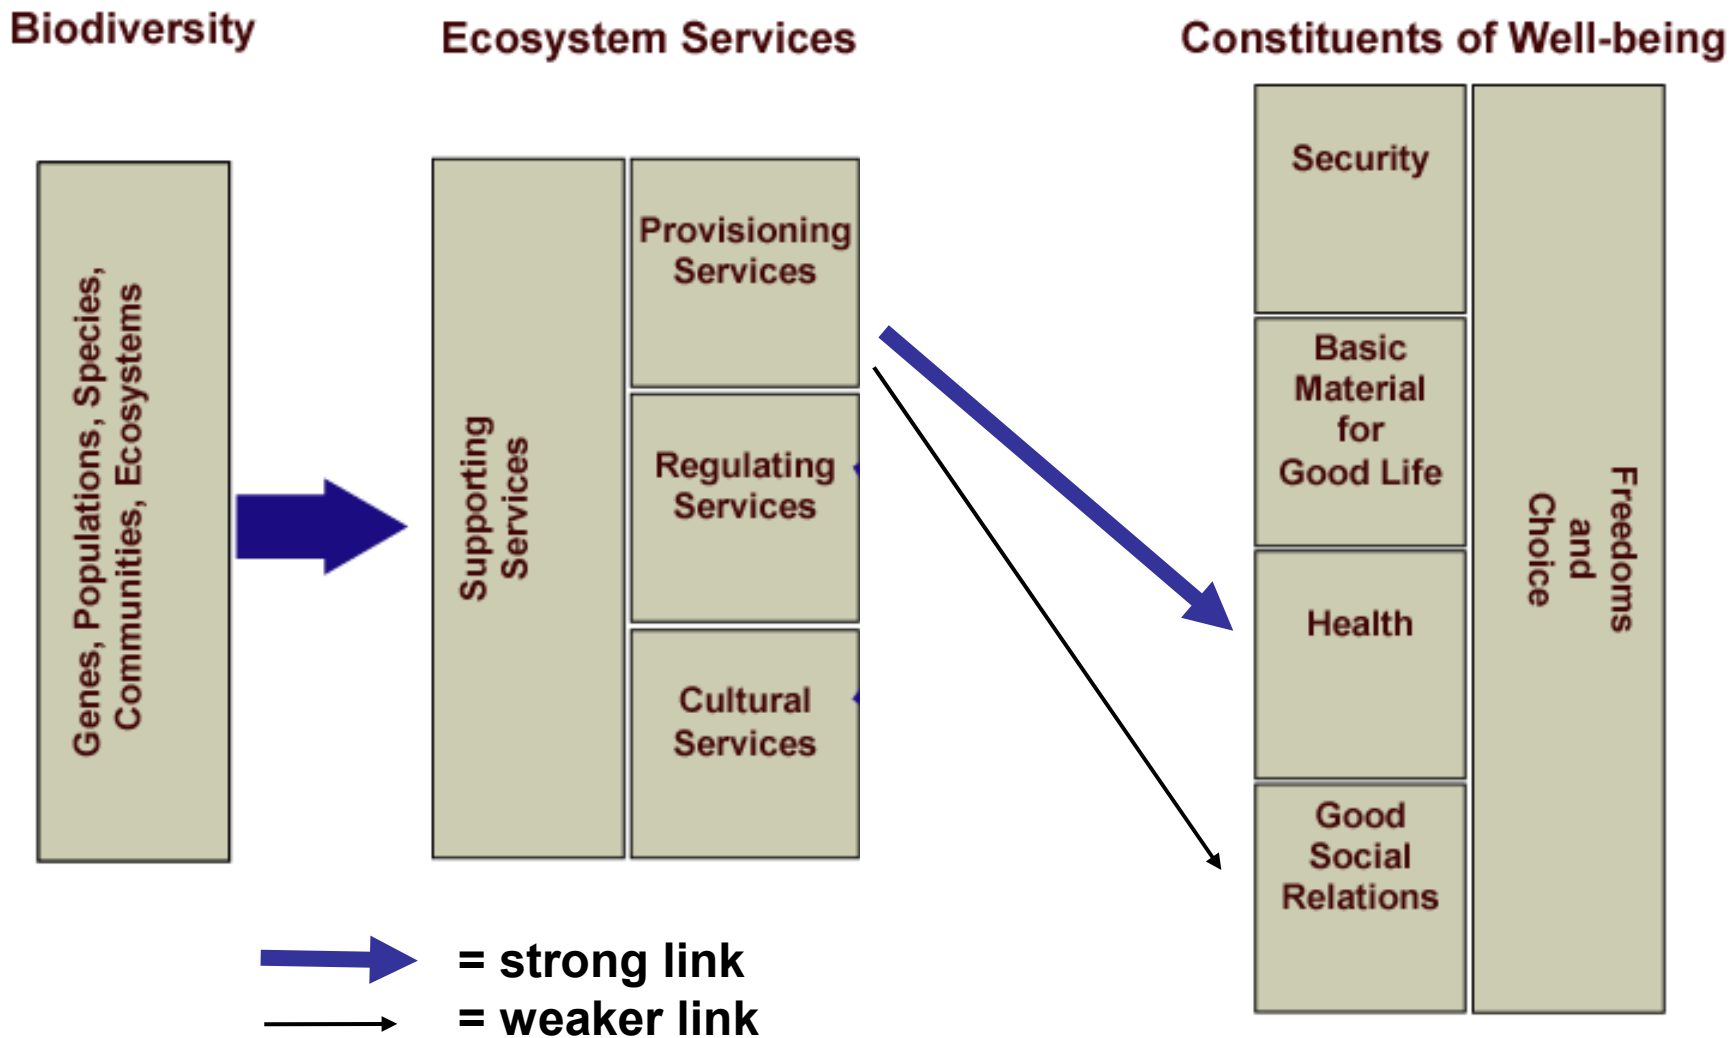 Biodiversity
Ecosystem Services
Constituents of Well-being
Genes, Populations, Species,
Communities, Ecosystems
Supporting
Services
Provisioning
Services
Regulating
Services
Cultural
Services
Security
Basic
Material
for
Good Life
Health
Good
Social
Relations
Freedoms
and
Choice
= strong link
= weaker link